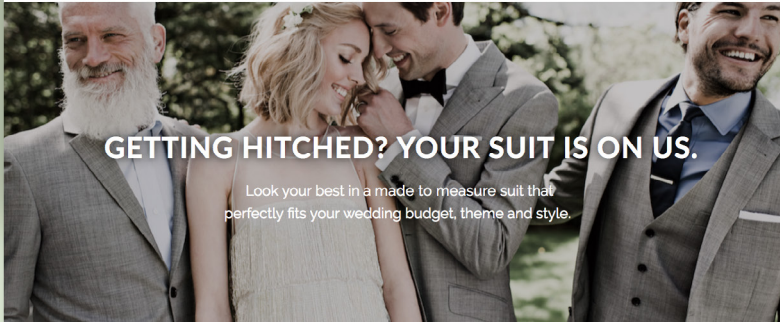 GETTING HITCHED? YOUR SUIT IS ON US.
Look your best in a made to measure suit that
perfectly fits your wedding budget, theme and style.